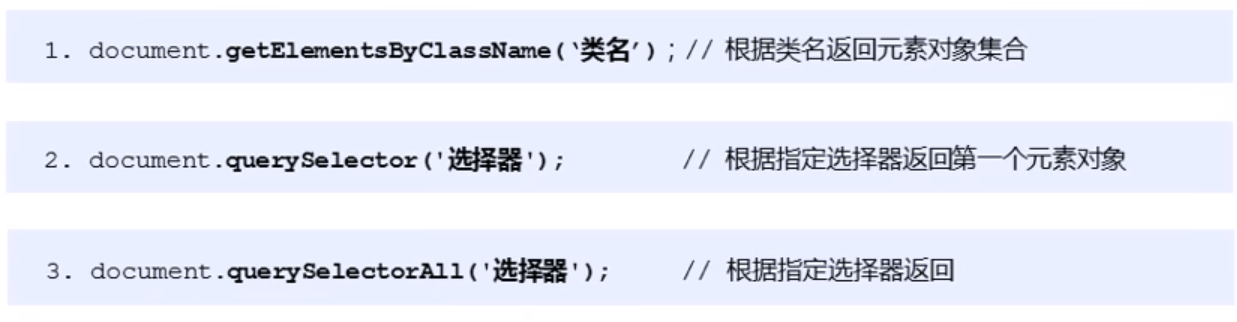 1. document.getElementsByClassName(‘类名’);// 根据类名返回元素对象集合
2. document.querySelector('选择器'); // 根据指定选择器返回第一个元素对象
3. document.querySelectorAll('选择器'); // 根据指定选择器返回